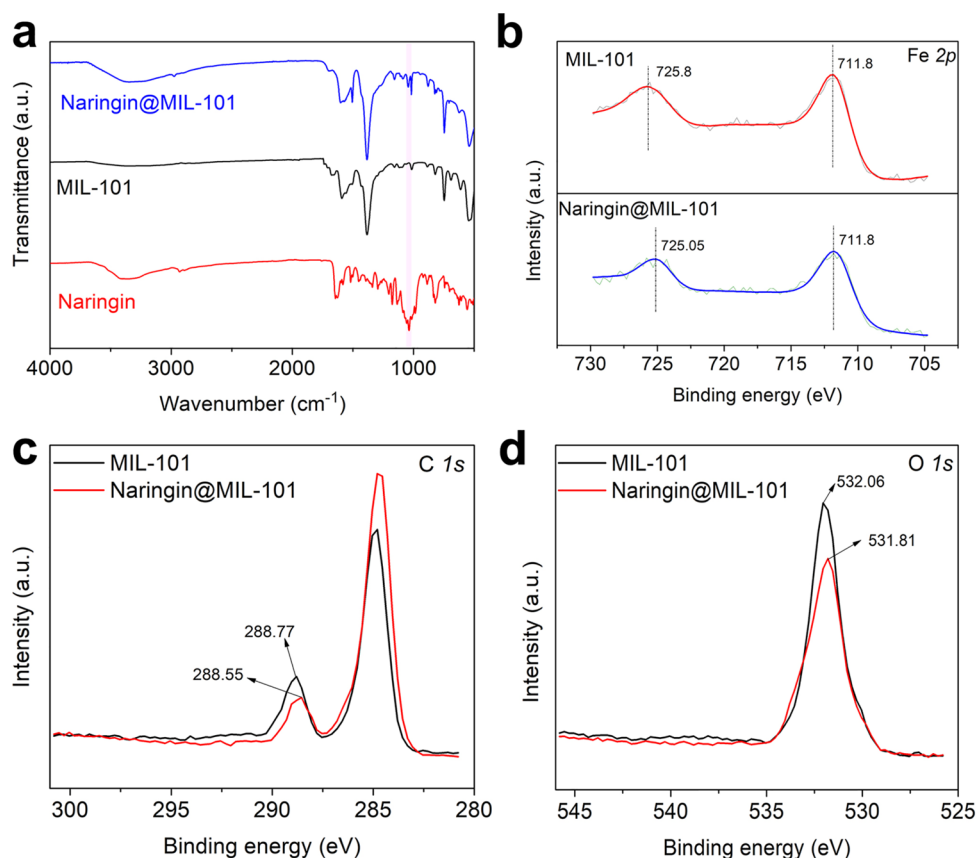 a
Transmittance (a.u.)
Naringin@MIL-101
MIL-101
Naringin
4000 3000 2000 1000
Wavenumber (cm⁻¹)
b
Intensity (a.u.)
MIL-101
Fe 2p
725.8
711.8
Naringin@MIL-101
725.05
711.8
730 725 720 715 710 705
Binding energy (eV)
c
Intensity (a.u.)
MIL-101
Naringin@MIL-101
C 1s
288.77
288.55
300 295 290 285 280
Binding energy (eV)
d
Intensity (a.u.)
MIL-101
Naringin@MIL-101
O 1s
532.06
531.81
545 540 535 530 525
Binding energy (eV)